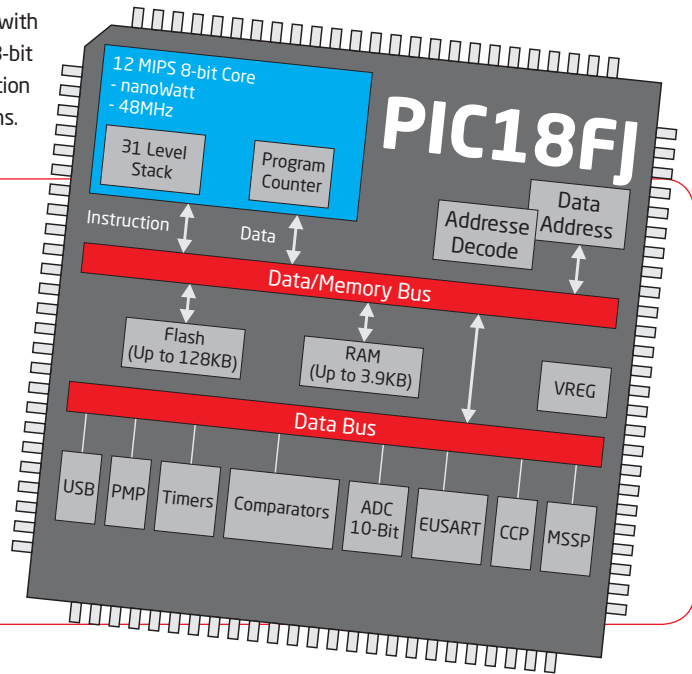 with
-bit
tion
ns.
12 MIPS 8-bit Core
- nanoWatt
- 48MHz
PIC18FJ
31 Level
Stack
Program
Counter
Data
Address
Addresse
Decode
Instruction
Data
Data/Memory Bus
Flash
(Up to 128KB)
RAM
(Up to 3.9KB)
VREG
Data Bus
USB
PMP
Timers
Comparators
ADC
10-Bit
EUSART
CCP
MSSP